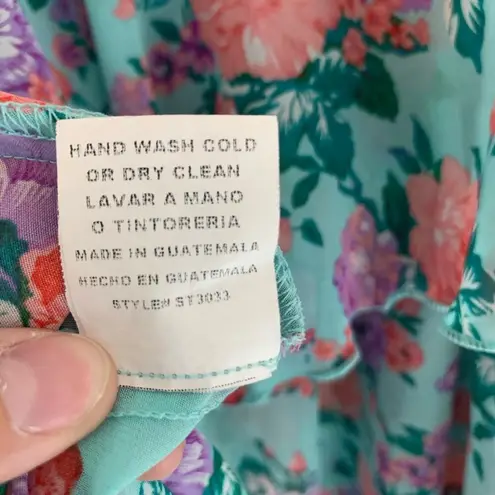 HAND WASH COLD
OR DRY CLEAN
LAVAR A MANO
O TINTORERIA
MADE IN GUATEMALA
HECHO EN GUATEMALA
STYLE# ST3033